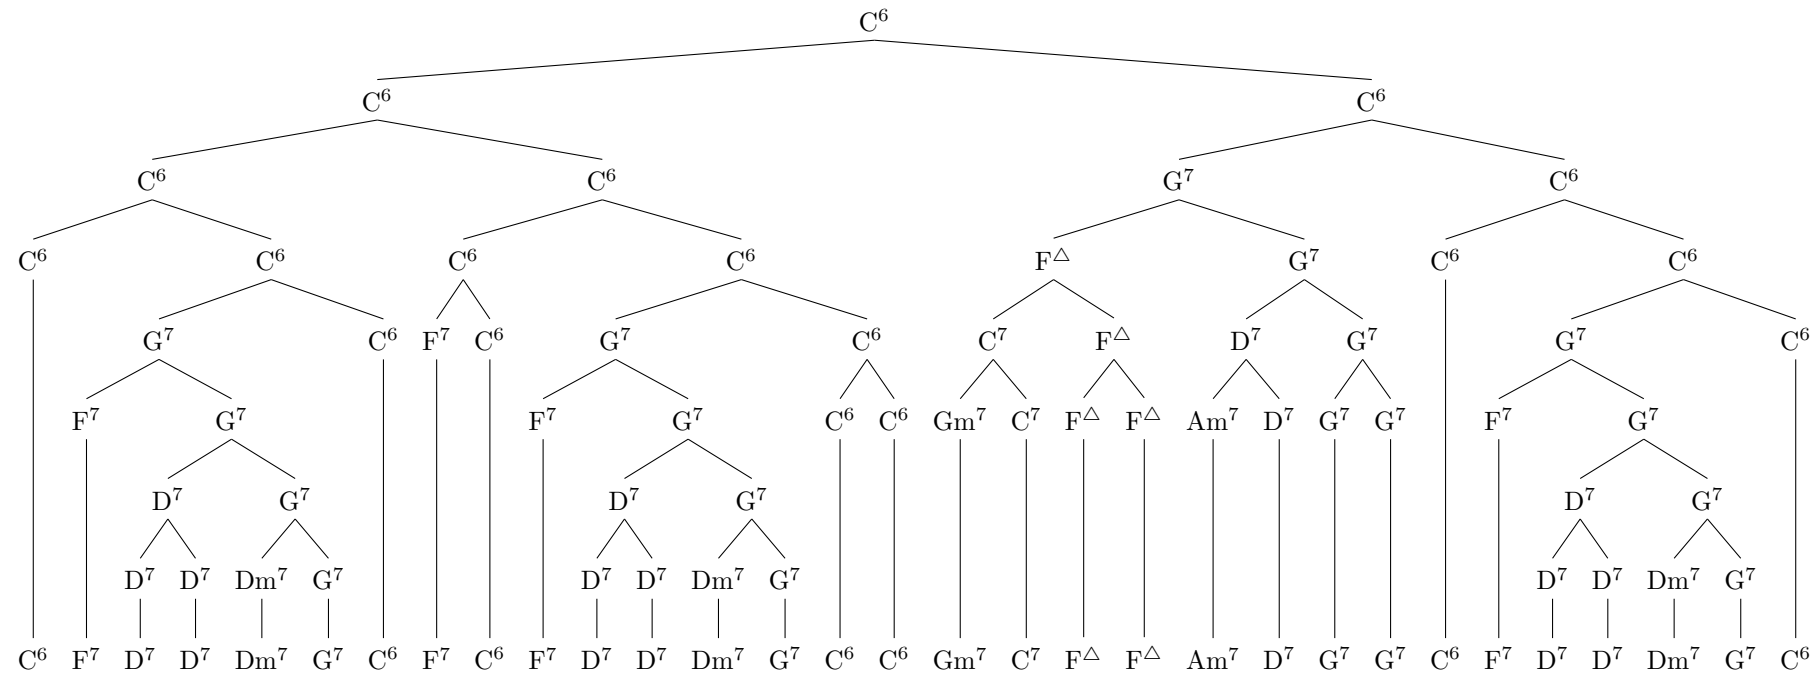 C⁶
C⁶ C⁶
C⁶ C⁶ G⁷ C⁶
C⁶ C⁶ C⁶ C⁶ F△ G⁷ C⁶ C⁶
G⁷ C⁶ F⁷ C⁶ G⁷ C⁶ C⁷ F△ D⁷ G⁷ G⁷ C⁶
F⁷ G⁷ F⁷ G⁷ C⁶ C⁶ Gm⁷ C⁷ F△ F△ Am⁷ D⁷ G⁷ G⁷ F⁷ G⁷
D⁷ G⁷ D⁷ G⁷ D⁷ G⁷
D⁷ D⁷ Dm⁷ G⁷ D⁷ D⁷ Dm⁷ G⁷ D⁷ D⁷ Dm⁷ G⁷
C⁶ F⁷ D⁷ D⁷ Dm⁷ G⁷ C⁶ F⁷ C⁶ F⁷ D⁷ D⁷ Dm⁷ G⁷ C⁶ C⁶ Gm⁷ C⁷ F△ F△ Am⁷ D⁷ G⁷ G⁷ C⁶ F⁷ D⁷ D⁷ Dm⁷ G⁷ C⁶